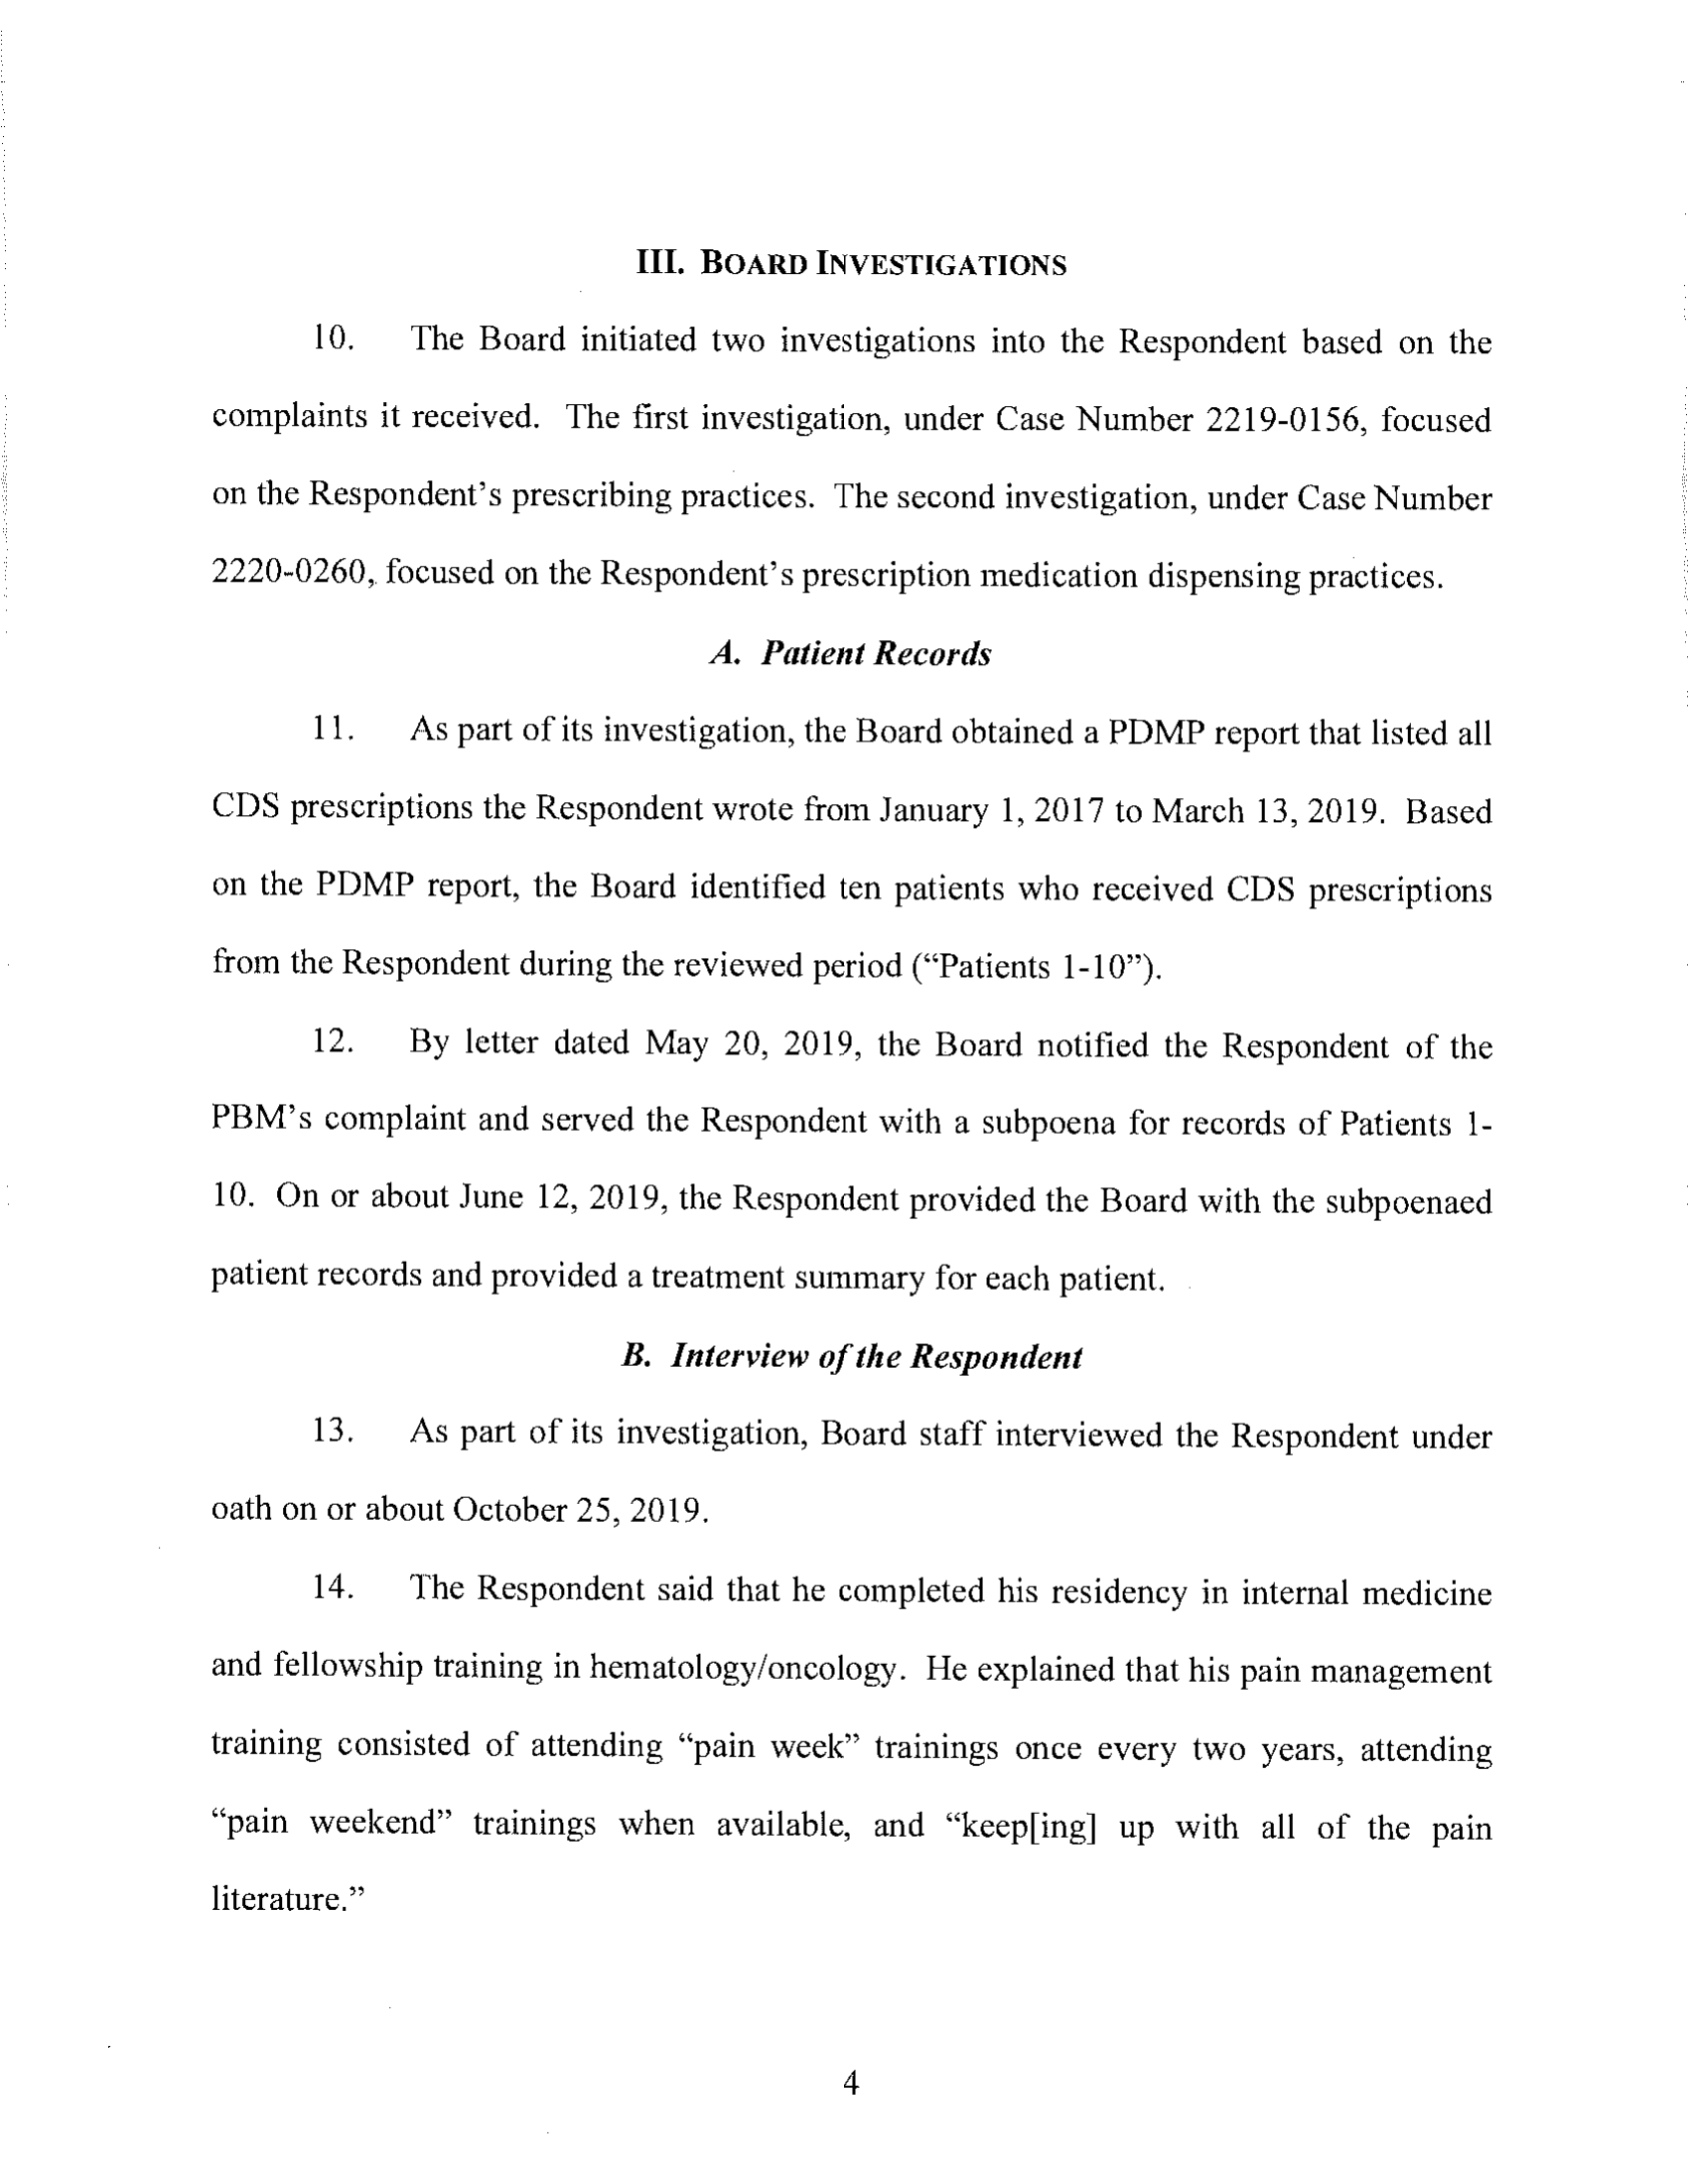 III. BOARD INVESTIGATIONS
10. The Board initiated two investigations into the Respondent based on the
complaints it received. The first investigation, under Case Number 2219-0156, focused
on the Respondent's prescribing practices. The second investigation, under Case Number
2220-0260, focused on the Respondent's prescription medication dispensing practices.
A. Patient Records
11. As part of its investigation, the Board obtained a PDMP report that listed all
CDS prescriptions the Respondent wrote from January 1, 2017 to March 13, 2019. Based
on the PDMP report, the Board identified ten patients who received CDS prescriptions
from the Respondent during the reviewed period (“Patients 1-10”).
12. By letter dated May 20, 2019, the Board notified the Respondent of the
PBM’s complaint and served the Respondent with a subpoena for records of Patients 1-
10. On or about June 12, 2019, the Respondent provided the Board with the subpoenaed
patient records and provided a treatment summary for each patient.
B. Interview of the Respondent
13. As part of its investigation, Board staff interviewed the Respondent under
oath on or about October 25, 2019.
14. The Respondent said that he completed his residency in internal medicine
and fellowship training in hematology/oncology. He explained that his pain management
training consisted of attending “pain week” trainings once every two years, attending
“pain weekend” trainings when available, and “keep[ing] up with all of the pain
literature.”
4